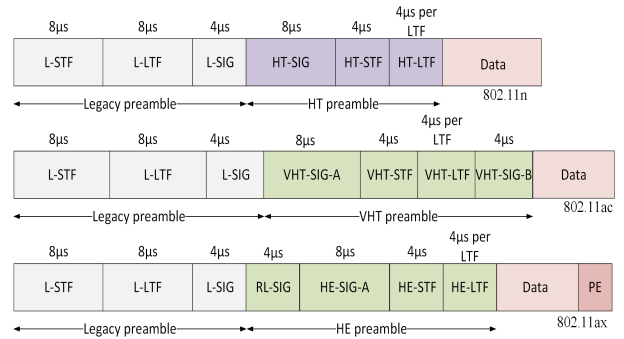 8μs 8μs 4μs 8μs 4μs 4μs per LTF
L-STF L-LTF L-SIG HT-SIG HT-STF HT-LTF Data
802.11n
Legacy preamble HT preamble
8μs 8μs 4μs 8μs 4μs 4μs per LTF 4μs
L-STF L-LTF L-SIG VHT-SIG-A VHT-STF VHT-LTF VHT-SIG-B Data
802.11ac
Legacy preamble VHT preamble
8μs 8μs 4μs 4μs 8μs 4μs 4μs per LTF
L-STF L-LTF L-SIG RL-SIG HE-SIG-A HE-STF HE-LTF Data PE
802.11ax
Legacy preamble HE preamble